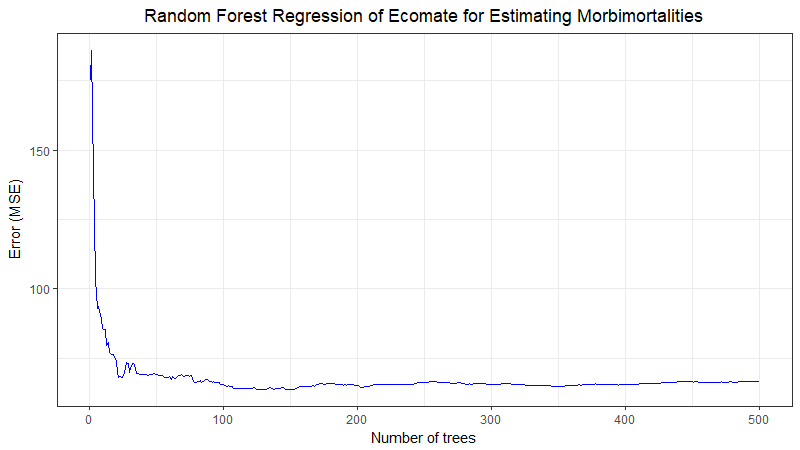 Random Forest Regression of Ecomate for Estimating Morbimortalities
150
100
Error (MSE)
0 100 200 300 400 500
Number of trees